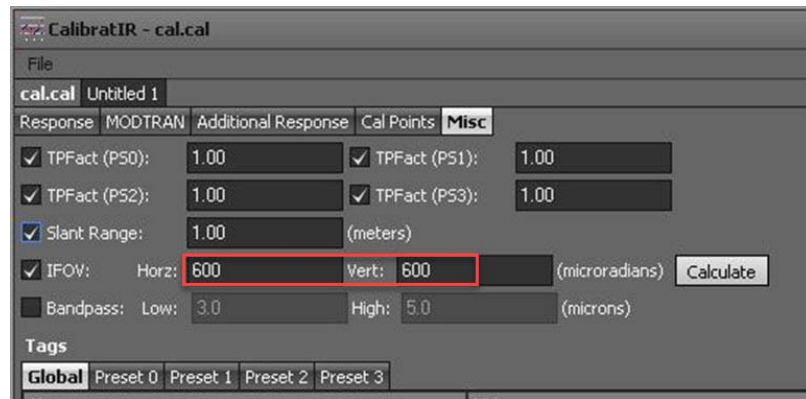 CalibratIR - cal.cal
File
cal.cal Untitled 1
Response MODTRAN Additional Response Cal Points Misc
TPFact (PS0): 1.00 TPFact (PS1): 1.00
TPFact (PS2): 1.00 TPFact (PS3): 1.00
Slant Range: 1.00 (meters)
IFOV: Horz: 600 Vert: 600 (microradians) Calculate
Bandpass: Low: 3.0 High: 5.0 (microns)
Tags
Global Preset 0 Preset 1 Preset 2 Preset 3